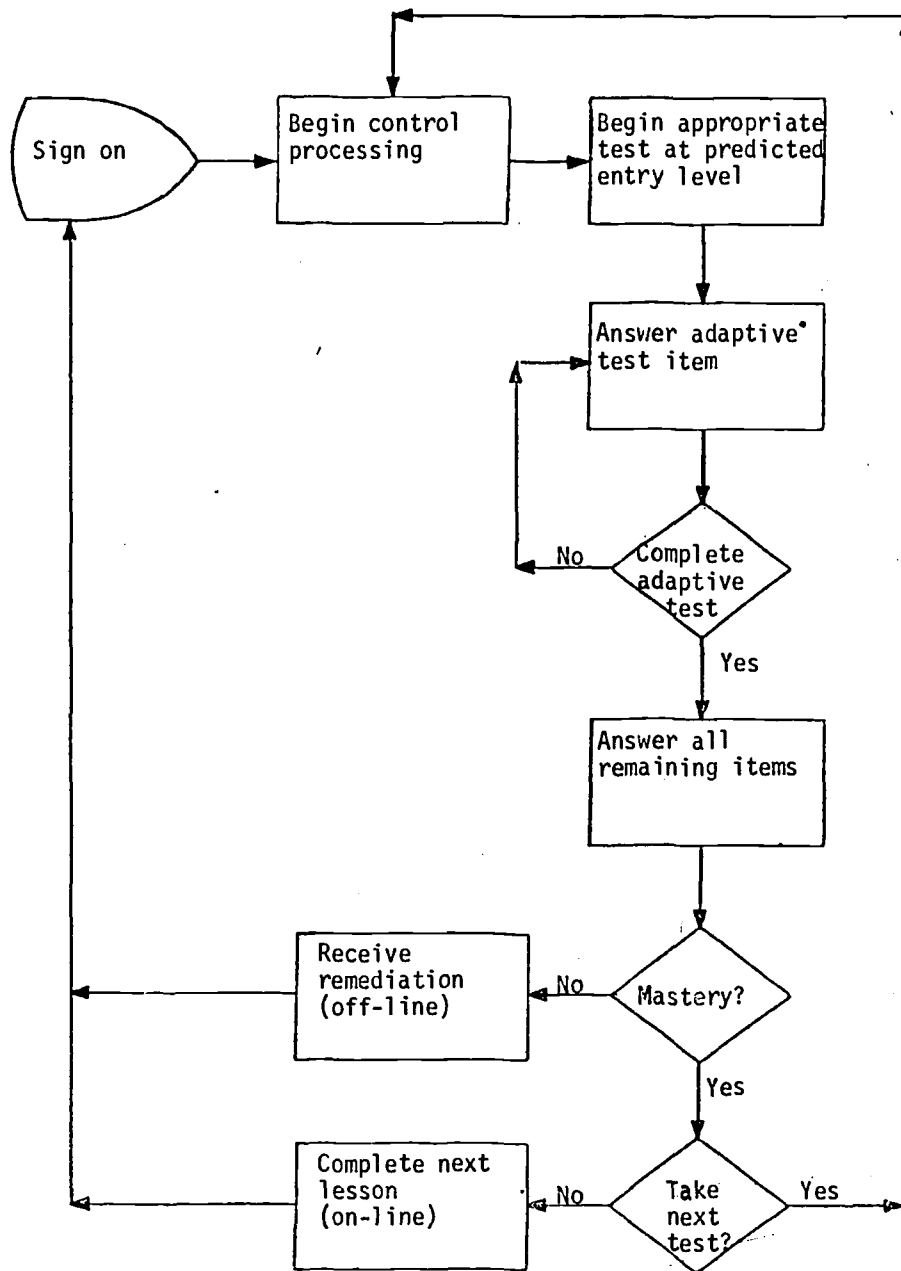 Sign on
Begin control
processing
Begin appropriate
test at predicted
entry level
Answer adaptive
test item
No
Complete
adaptive
test
Yes
Answer all
remaining items
Receive
remediation
(off-line)
No
Mastery?
Yes
Complete next
lesson
(on-line)
No
Take
next
test?
Yes